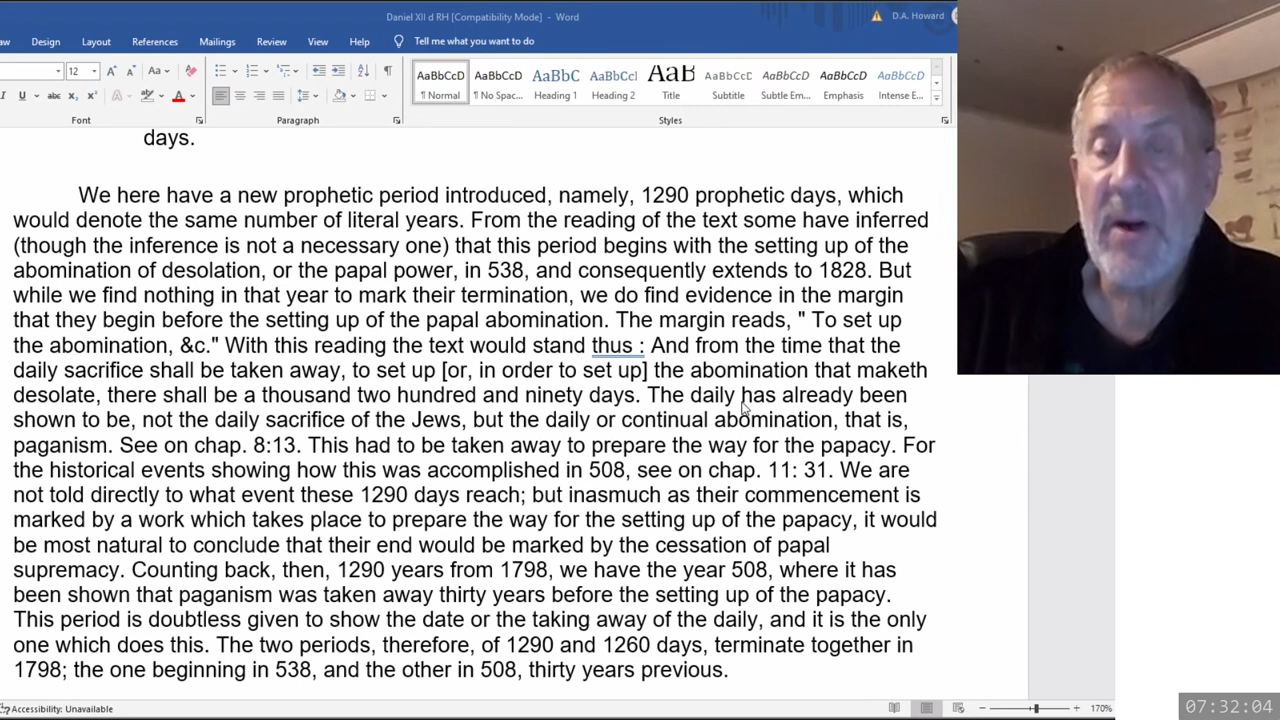 Daniel XII d RH [Compatibility Mode] - Word
D.A. Howard
aw Design Layout References Mailings Review View Help Tell me what you want to do
12
AaBbCcD AaBbCcD AaBbC AaBbCcl AaB AaBbCcD AaBbCcD AaBbCcD AaBbCcD
¶ Normal ¶ No Spac... Heading 1 Heading 2 Title Subtitle Subtle Em... Emphasis Intense E...
Font Paragraph Styles
days.
We here have a new prophetic period introduced, namely, 1290 prophetic days, which
would denote the same number of literal years. From the reading of the text some have inferred
(though the inference is not a necessary one) that this period begins with the setting up of the
abomination of desolation, or the papal power, in 538, and consequently extends to 1828. But
while we find nothing in that year to mark their termination, we do find evidence in the margin
that they begin before the setting up of the papal abomination. The margin reads, " To set up
the abomination, &c." With this reading the text would stand thus : And from the time that the
daily sacrifice shall be taken away, to set up [or, in order to set up] the abomination that maketh
desolate, there shall be a thousand two hundred and ninety days. The daily has already been
shown to be, not the daily sacrifice of the Jews, but the daily or continual abomination, that is,
paganism. See on chap. 8:13. This had to be taken away to prepare the way for the papacy. For
the historical events showing how this was accomplished in 508, see on chap. 11: 31. We are
not told directly to what event these 1290 days reach; but inasmuch as their commencement is
marked by a work which takes place to prepare the way for the setting up of the papacy, it would
be most natural to conclude that their end would be marked by the cessation of papal
supremacy. Counting back, then, 1290 years from 1798, we have the year 508, where it has
been shown that paganism was taken away thirty years before the setting up of the papacy.
This period is doubtless given to show the date or the taking away of the daily, and it is the only
one which does this. The two periods, therefore, of 1290 and 1260 days, terminate together in
1798; the one beginning in 538, and the other in 508, thirty years previous.
Accessibility: Unavailable
170%
07:32:04